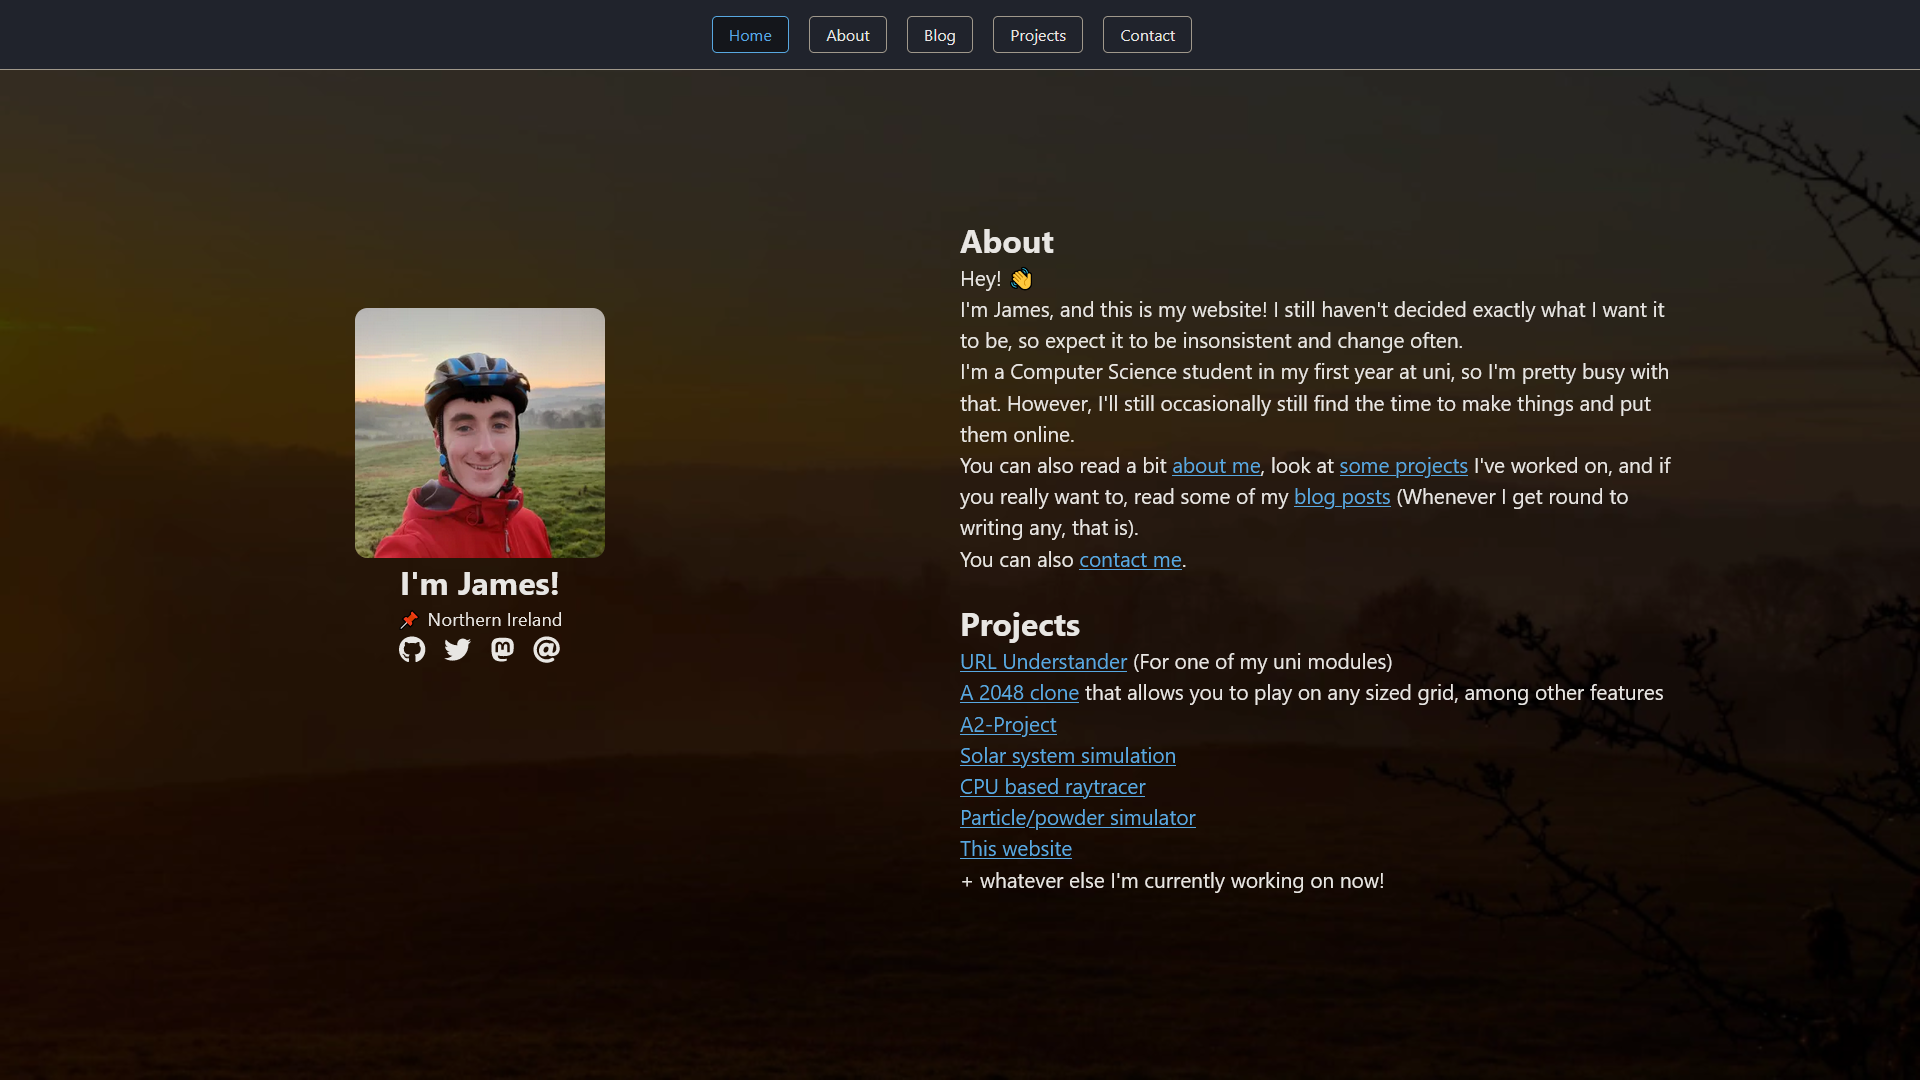 Home
About
Blog
Projects
Contact
I'm James!
📌 Northern Ireland
About
Hey! 👋
I'm James, and this is my website! I still haven't decided exactly what I want it
to be, so expect it to be insonsistent and change often.
I'm a Computer Science student in my first year at uni, so I'm pretty busy with
that. However, I'll still occasionally still find the time to make things and put
them online.
You can also read a bit about me, look at some projects I've worked on, and if
you really want to, read some of my blog posts (Whenever I get round to
writing any, that is).
You can also contact me.
Projects
URL Understander (For one of my uni modules)
A 2048 clone that allows you to play on any sized grid, among other features
A2-Project
Solar system simulation
CPU based raytracer
Particle/powder simulator
This website
+ whatever else I'm currently working on now!